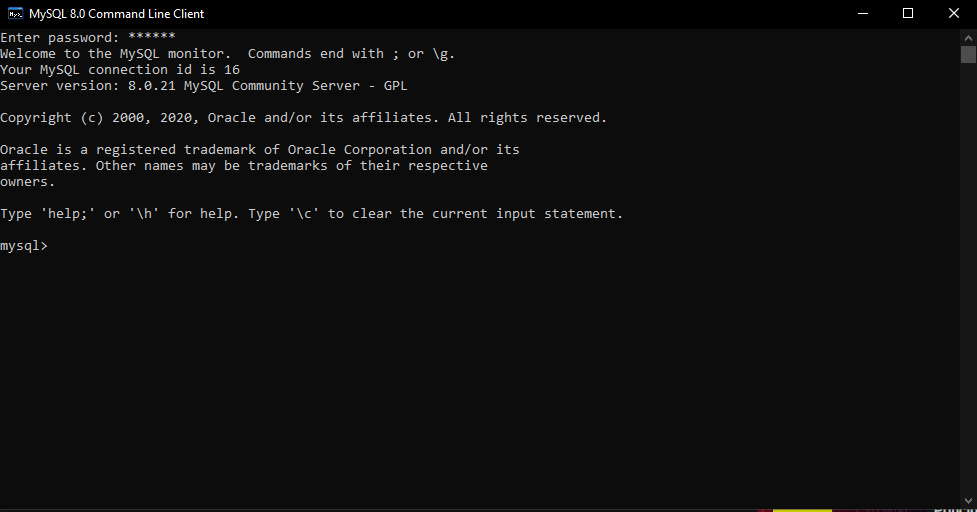 MySQL 8.0 Command Line Client
Enter password: ******
Welcome to the MySQL monitor.  Commands end with ; or \g.
Your MySQL connection id is 16
Server version: 8.0.21 MySQL Community Server - GPL
Copyright (c) 2000, 2020, Oracle and/or its affiliates. All rights reserved.
Oracle is a registered trademark of Oracle Corporation and/or its
affiliates. Other names may be trademarks of their respective
owners.
Type 'help;' or '\h' for help. Type '\c' to clear the current input statement.
mysql>